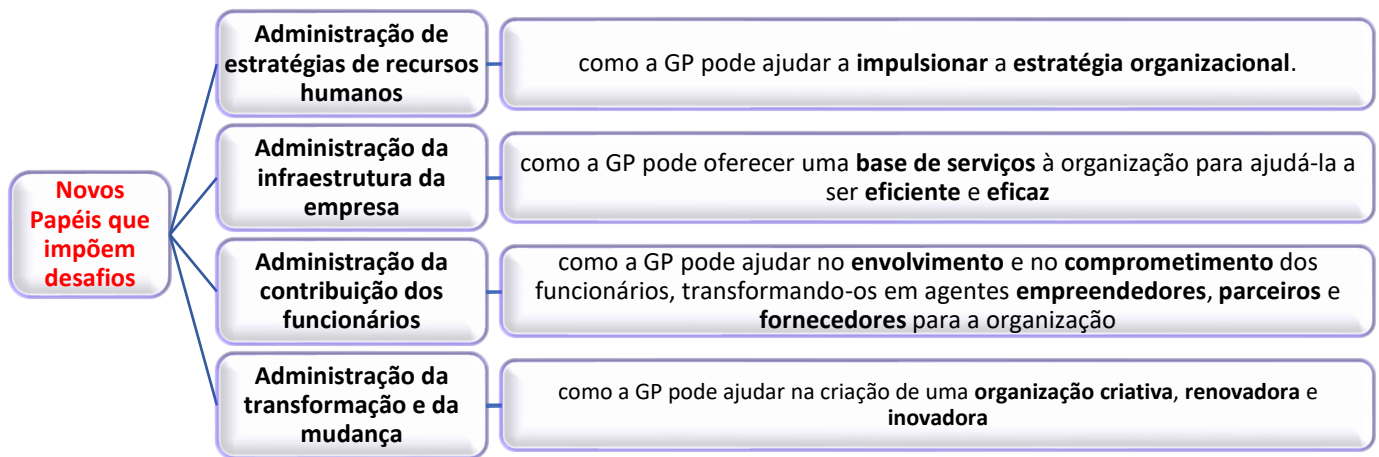 Novos
Papéis que
impõem
desafios
Administração de
estratégias de recursos
humanos
como a GP pode ajudar a impulsionar a estratégia organizacional.
Administração da
infraestrutura da
empresa
como a GP pode oferecer uma base de serviços à organização para ajudá-la a
ser eficiente e eficaz
Administração da
contribuição dos
funcionários
como a GP pode ajudar no envolvimento e no comprometimento dos
funcionários, transformando-os em agentes empreendedores, parceiros e
fornecedores para a organização
Administração da
transformação e da
mudança
como a GP pode ajudar na criação de uma organização criativa, renovadora e
inovadora